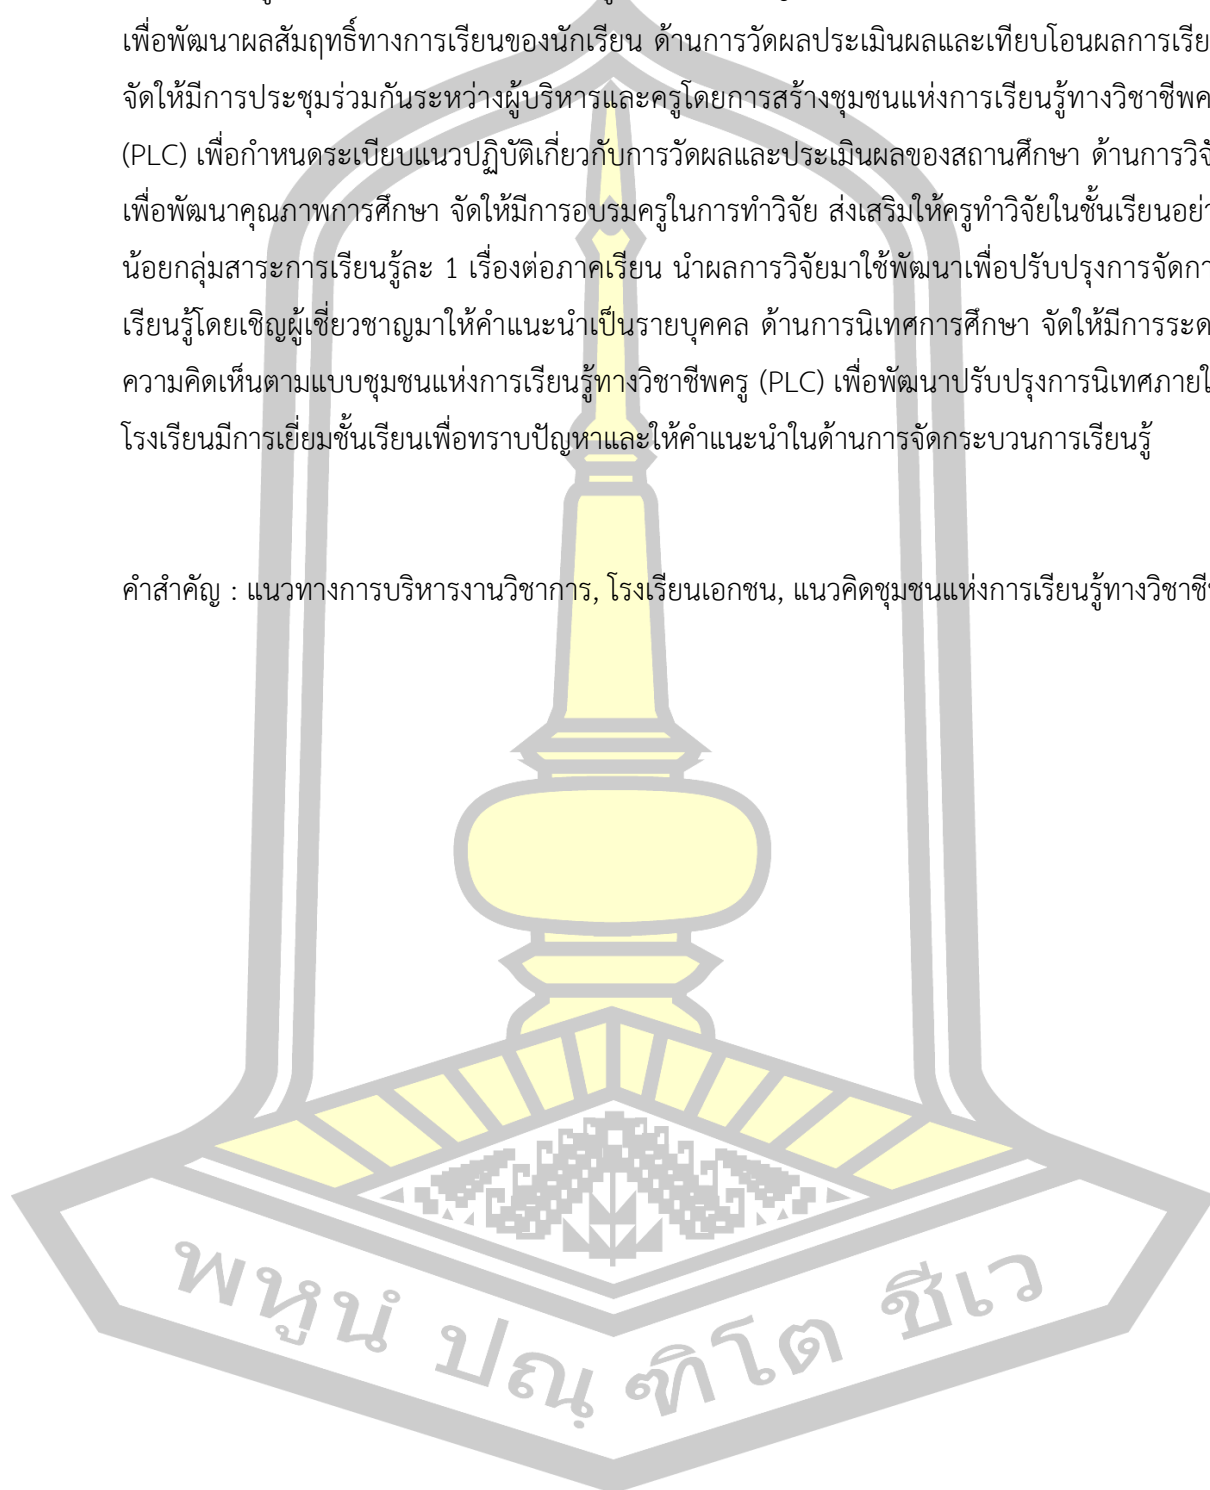 เพื่อพัฒนาผลสัมฤทธิ์ทางการเรียนของนักเรียน ด้านการวัดผลประเมินผลและเทียบโอนผลการเรีย
จัดให้มีการประชุมร่วมกันระหว่างผู้บริหารและครูโดยการสร้างชุมชนแห่งการเรียนรู้ทางวิชาชีพค
(PLC) เพื่อกำหนดระเบียบแนวปฏิบัติเกี่ยวกับการวัดผลและประเมินผลของสถานศึกษา ด้านการวิจั
เพื่อพัฒนาคุณภาพการศึกษา จัดให้มีการอบรมครูในการทำวิจัย ส่งเสริมให้ครูทำวิจัยในชั้นเรียนอย่า
น้อยกลุ่มสาระการเรียนรู้ละ 1 เรื่องต่อภาคเรียน นำผลการวิจัยมาใช้พัฒนาเพื่อปรับปรุงการจัดกา
เรียนรู้โดยเชิญผู้เชี่ยวชาญมาให้คำแนะนำเป็นรายบุคคล ด้านการนิเทศการศึกษา จัดให้มีการระด
ความคิดเห็นตามแบบชุมชนแห่งการเรียนรู้ทางวิชาชีพครู (PLC) เพื่อพัฒนาปรับปรุงการนิเทศภายใ
โรงเรียนมีการเยี่ยมชั้นเรียนเพื่อทราบปัญหาและให้คำแนะนำในด้านการจัดกระบวนการเรียนรู้
คำสำคัญ : แนวทางการบริหารงานวิชาการ, โรงเรียนเอกชน, แนวคิดชุมชนแห่งการเรียนรู้ทางวิชาชี
พหูนํ ปณฺฑิโต ชีเว